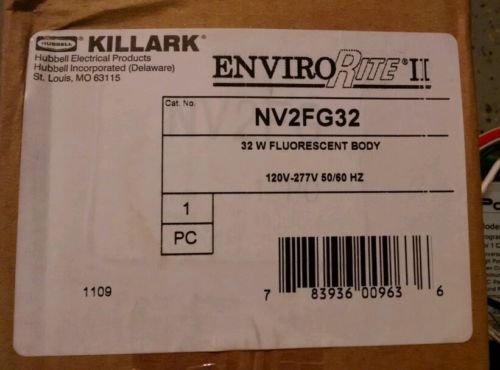 HUBBELL KILLARK®
Hubbell Electrical Products
Hubbell Incorporated (Delaware)
St. Louis, MO 63115
ENVIRORITE® II
Cat. No.
NV2FG32
32 W FLUORESCENT BODY
120V-277V 50/60 HZ
1
PC
1109
7 83936 00963 6